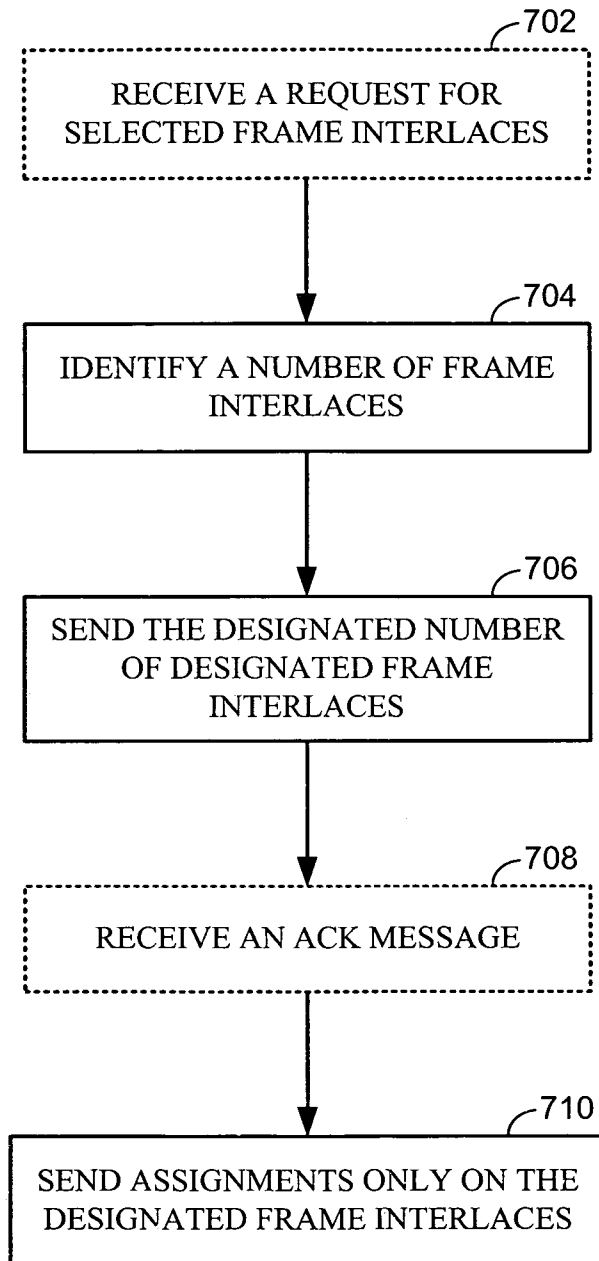 702
RECEIVE A REQUEST FOR
SELECTED FRAME INTERLACES
704
IDENTIFY A NUMBER OF FRAME
INTERLACES
706
SEND THE DESIGNATED NUMBER
OF DESIGNATED FRAME
INTERLACES
708
RECEIVE AN ACK MESSAGE
710
SEND ASSIGNMENTS ONLY ON THE
DESIGNATED FRAME INTERLACES